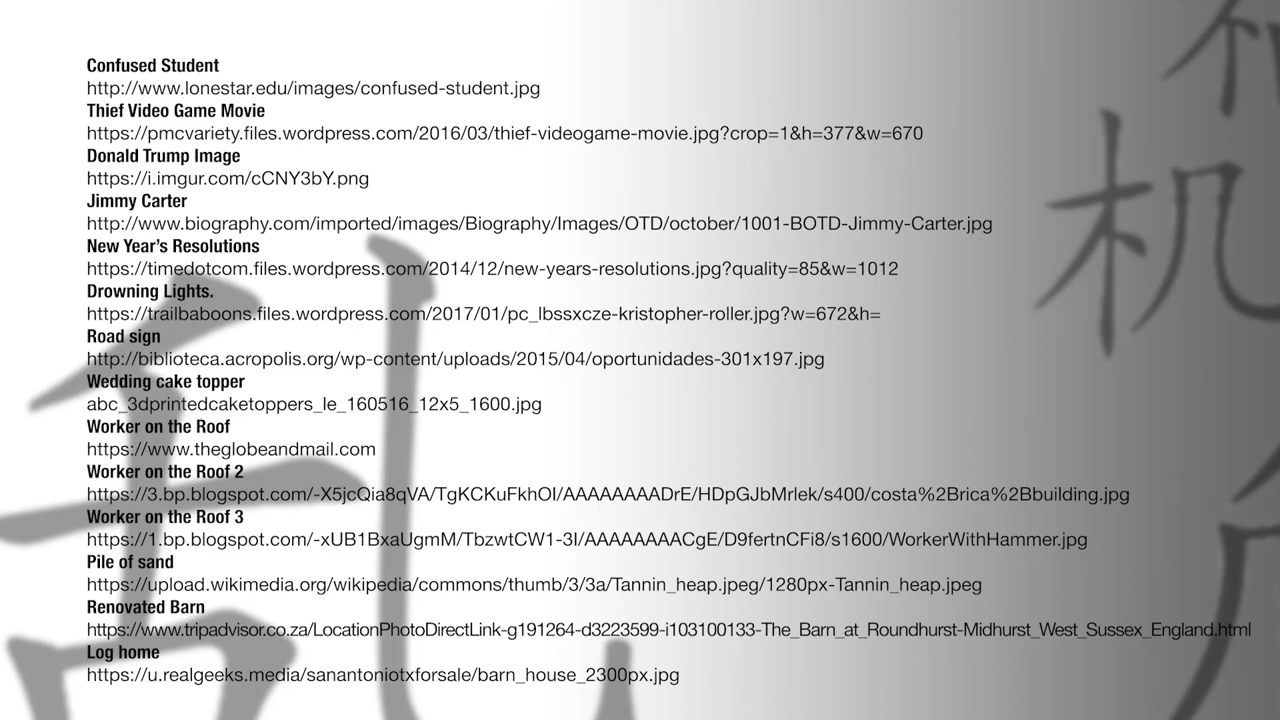 Confused Student
http://www.lonestar.edu/images/confused-student.jpg
Thief Video Game Movie
https://pmcvariety.files.wordpress.com/2016/03/thief-videogame-movie.jpg?crop=1&h=377&w=670
Donald Trump Image
https://i.imgur.com/cCNY3bY.png
Jimmy Carter
http://www.biography.com/imported/images/Biography/Images/OTD/october/1001-BOTD-Jimmy-Carter.jpg
New Year's Resolutions
https://timedotcom.files.wordpress.com/2014/12/new-years-resolutions.jpg?quality=85&w=1012
Drowning Lights.
https://trailbaboons.files.wordpress.com/2017/01/pc_lbssxcze-kristopher-roller.jpg?w=672&h=
Road sign
http://biblioteca.acropolis.org/wp-content/uploads/2015/04/oportunidades-301x197.jpg
Wedding cake topper
abc_3dprintedcaketoppers_le_160516_12x5_1600.jpg
Worker on the Roof
https://www.theglobeandmail.com
Worker on the Roof 2
https://3.bp.blogspot.com/-X5jcQia8qVA/TgKCKuFkhOI/AAAAAAAADrE/HDpGJbMrlek/s400/costa%2Brica%2Bbuilding.jpg
Worker on the Roof 3
https://1.bp.blogspot.com/-xUB1BxaUgmM/TbzwtCW1-3I/AAAAAAAACgE/D9fertnCFi8/s1600/WorkerWithHammer.jpg
Pile of sand
https://upload.wikimedia.org/wikipedia/commons/thumb/3/3a/Tannin_heap.jpeg/1280px-Tannin_heap.jpeg
Renovated Barn
https://www.tripadvisor.co.za/LocationPhotoDirectLink-g191264-d3223599-i103100133-The_Barn_at_Roundhurst-Midhurst_West_Sussex_England.html
Log home
https://u.realgeeks.media/sanantoniotxforsale/barn_house_2300px.jpg
机